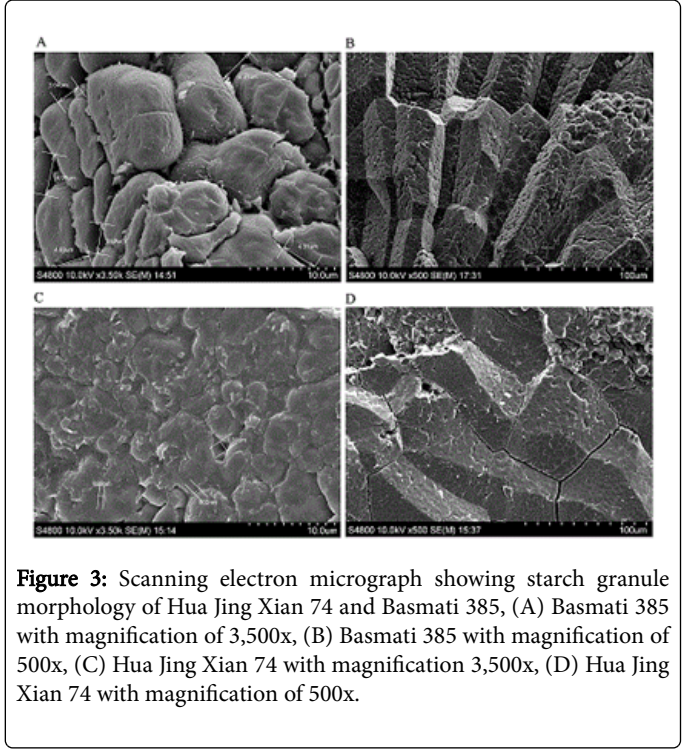 A
B
S4800 10.0kV x3.50k SE(M) 14:51
10.0um
S4800 10.0kV x500 SE(M) 17:31
100um
C
D
S4800 10.0kV x3.50k SE(M) 15:14
10.0um
S4800 10.0kV x500 SE(M) 15:37
100um
Figure 3: Scanning electron micrograph showing starch granule
morphology of Hua Jing Xian 74 and Basmati 385, (A) Basmati 385
with magnification of 3,500x, (B) Basmati 385 with magnification of
500x, (C) Hua Jing Xian 74 with magnification 3,500x, (D) Hua Jing
Xian 74 with magnification of 500x.